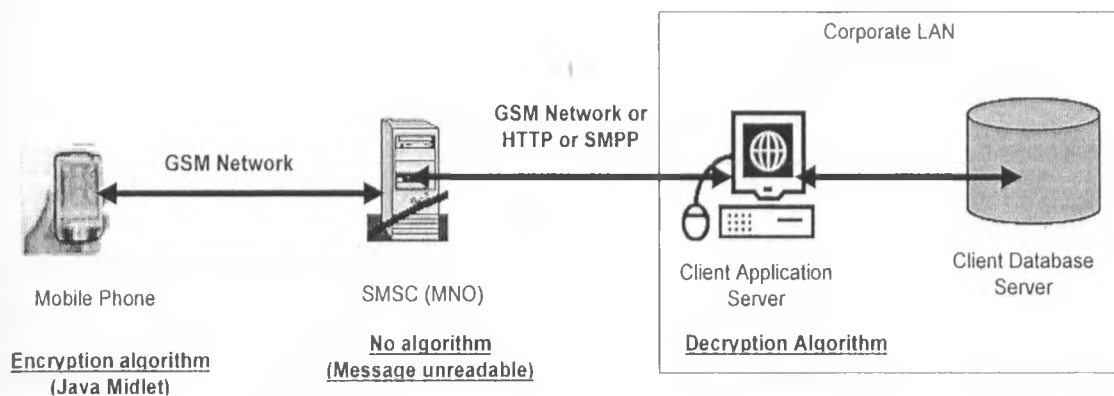 Corporate LAN
GSM Network or
HTTP or SMPP
GSM Network
Mobile Phone
SMSC (MNO)
Client Application
Server
Client Database
Server
Encryption algorithm
(Java Midlet)
No algorithm
(Message unreadable)
Decryption Algorithm